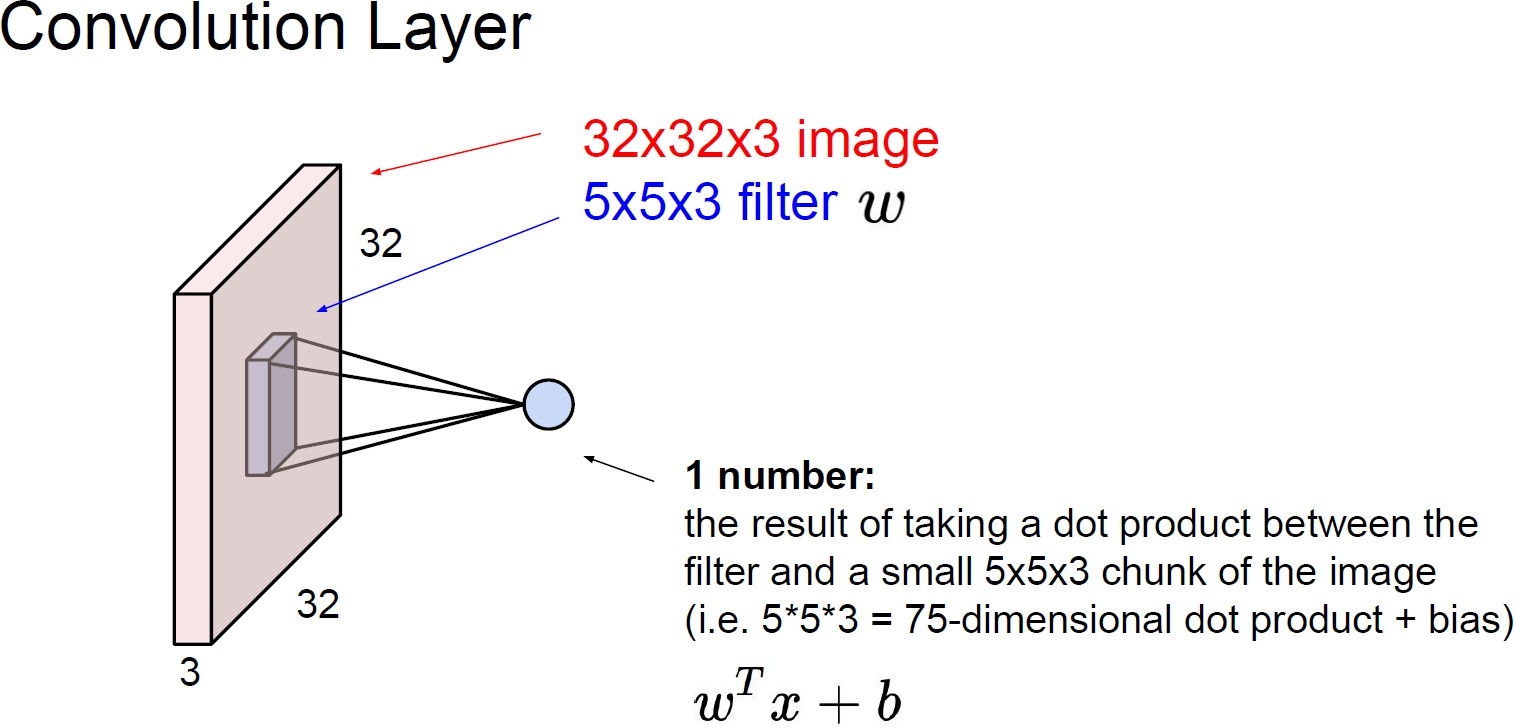 Convolution Layer
32x32x3 image
5x5x3 filter w
32
32
3
1 number:
the result of taking a dot product between the
filter and a small 5x5x3 chunk of the image
(i.e. 5*5*3 = 75-dimensional dot product + bias)
w^T x + b